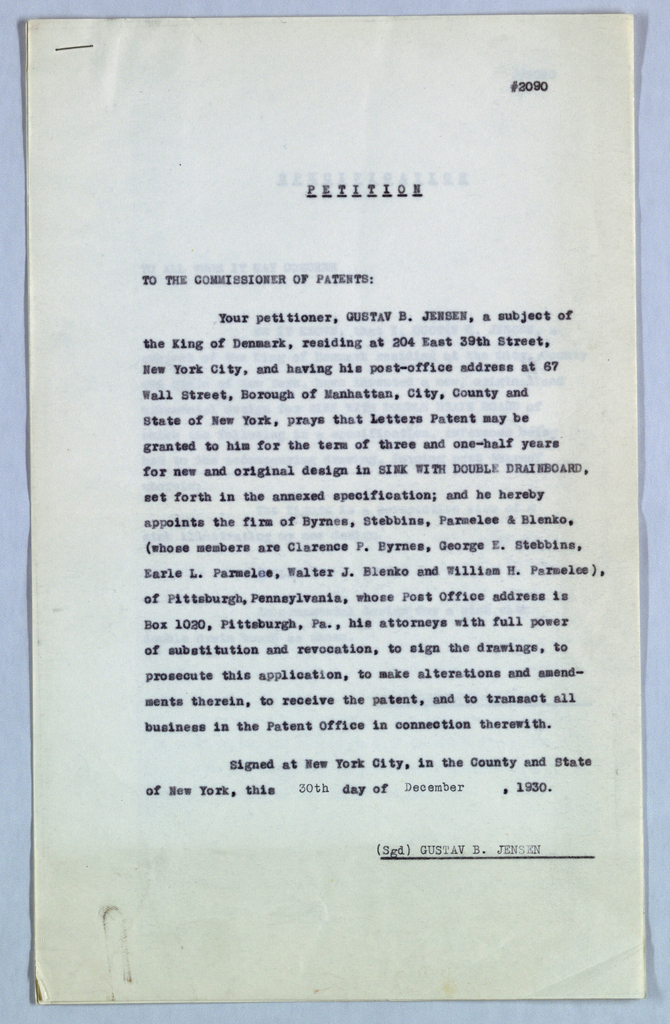 #2090
PETITION
TO THE COMMISSIONER OF PATENTS:
Your petitioner, GUSTAV B. JENSEN, a subject of
the King of Denmark, residing at 204 East 39th Street,
New York City, and having his post-office address at 67
Wall Street, Borough of Manhattan, City, County and
State of New York, prays that Letters Patent may be
granted to him for the term of three and one-half years
for new and original design in SINK WITH DOUBLE DRAINBOARD,
set forth in the annexed specification; and he hereby
appoints the firm of Byrnes, Stebbins, Parmelee & Blenko,
(whose members are Clarence P. Byrnes, George E. Stebbins,
Earle L. Parmelee, Walter J. Blenko and William H. Parmelee),
of Pittsburgh, Pennsylvania, whose Post Office address is
Box 1020, Pittsburgh, Pa., his attorneys with full power
of substitution and revocation, to sign the drawings, to
prosecute this application, to make alterations and amend-
ments therein, to receive the patent, and to transact all
business in the Patent Office in connection therewith.
Signed at New York City, in the County and State
of New York, this 30th day of December , 1930.
(Sgd) GUSTAV B. JENSEN